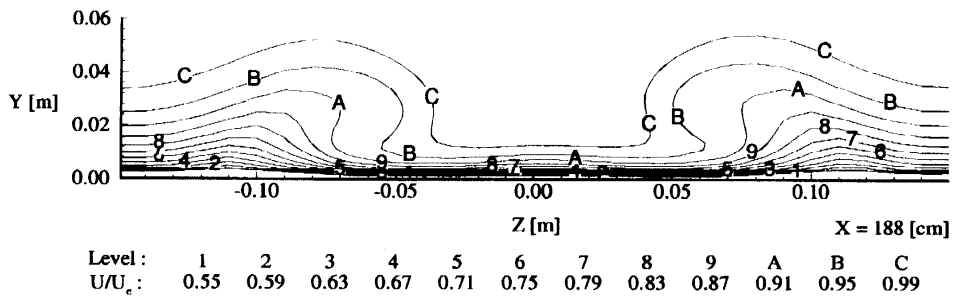 0.06
C
C
0.04
C
B
A
C
A
B
Y [m]
B
C
8
7
0.02
8
9
B
A
9
6
4
2
5
6
7
5
3
1
0.00
-0.10
-0.05
0.00
0.05
0.10
Z [m]
X = 188 [cm]
Level : 1 2 3 4 5 6 7 8 9 A B C
U/Ue : 0.55 0.59 0.63 0.67 0.71 0.75 0.79 0.83 0.87 0.91 0.95 0.99